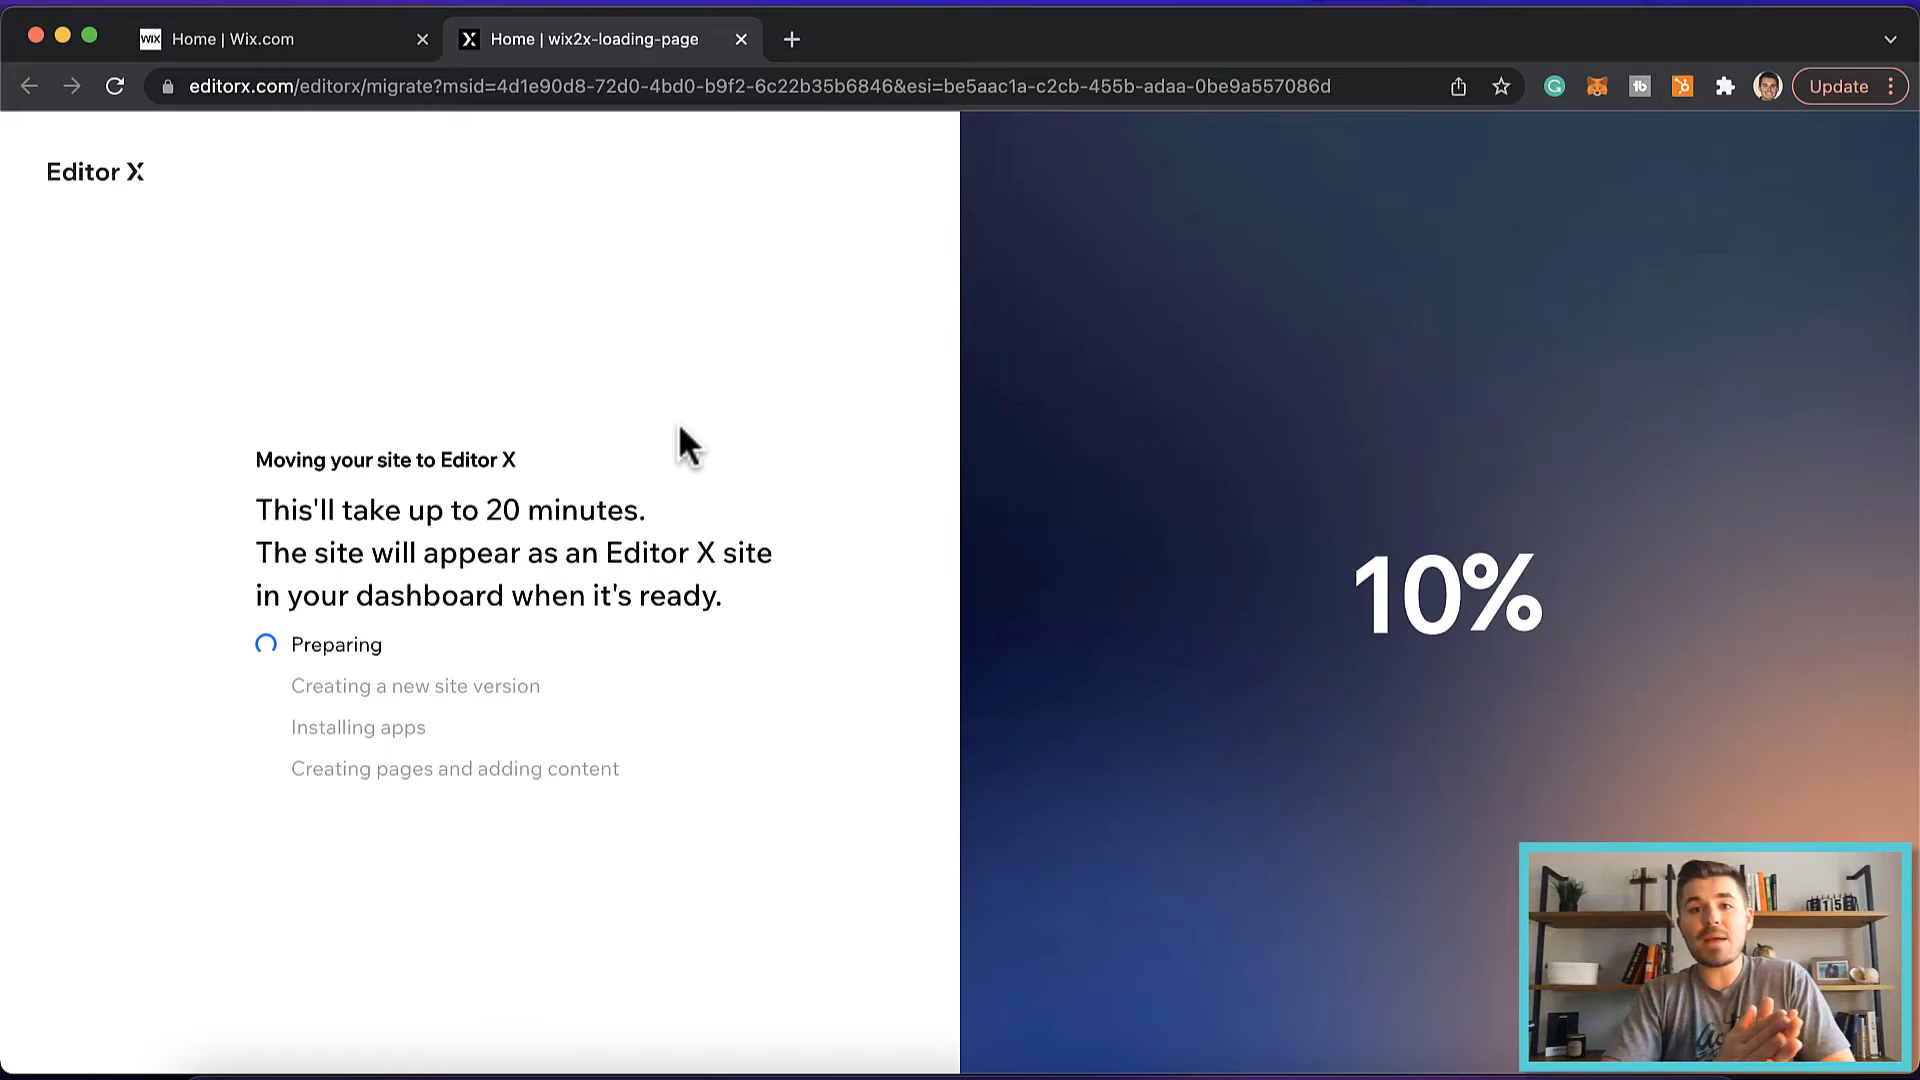 WIX Home | Wix.com
X Home | wix2x-loading-page
editorx.com/editorx/migrate?msid=4d1e90d8-72d0-4bd0-b9f2-6c22b35b6846&esi=be5aac1a-c2cb-455b-adaa-0be9a557086d
Update
Editor X
Moving your site to Editor X
This'll take up to 20 minutes.
The site will appear as an Editor X site
in your dashboard when it's ready.
Preparing
Creating a new site version
Installing apps
Creating pages and adding content
10%